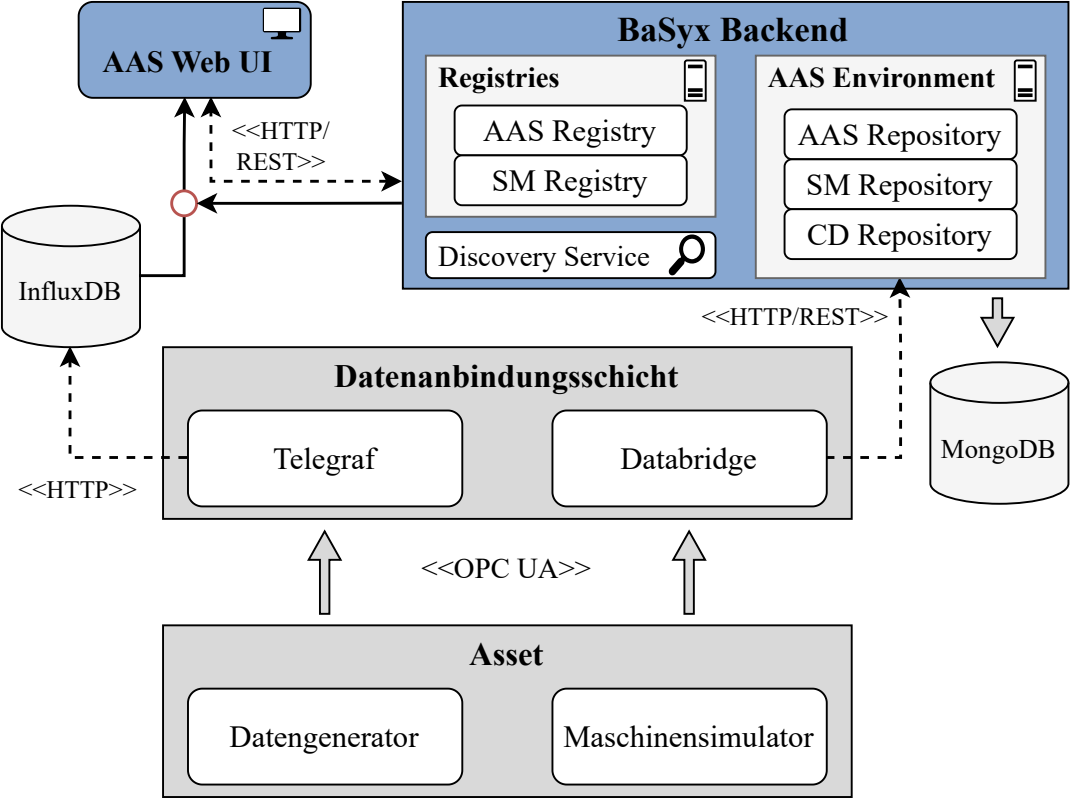 AAS Web UI
BaSyx Backend
Registries
AAS Registry
SM Registry
Discovery Service
AAS Environment
AAS Repository
SM Repository
CD Repository
<<HTTP/
REST>>
InfluxDB
<<HTTP/REST>>
MongoDB
Datenanbindungsschicht
Telegraf
Databridge
<<HTTP>>
<<OPC UA>>
Asset
Datengenerator
Maschinensimulator